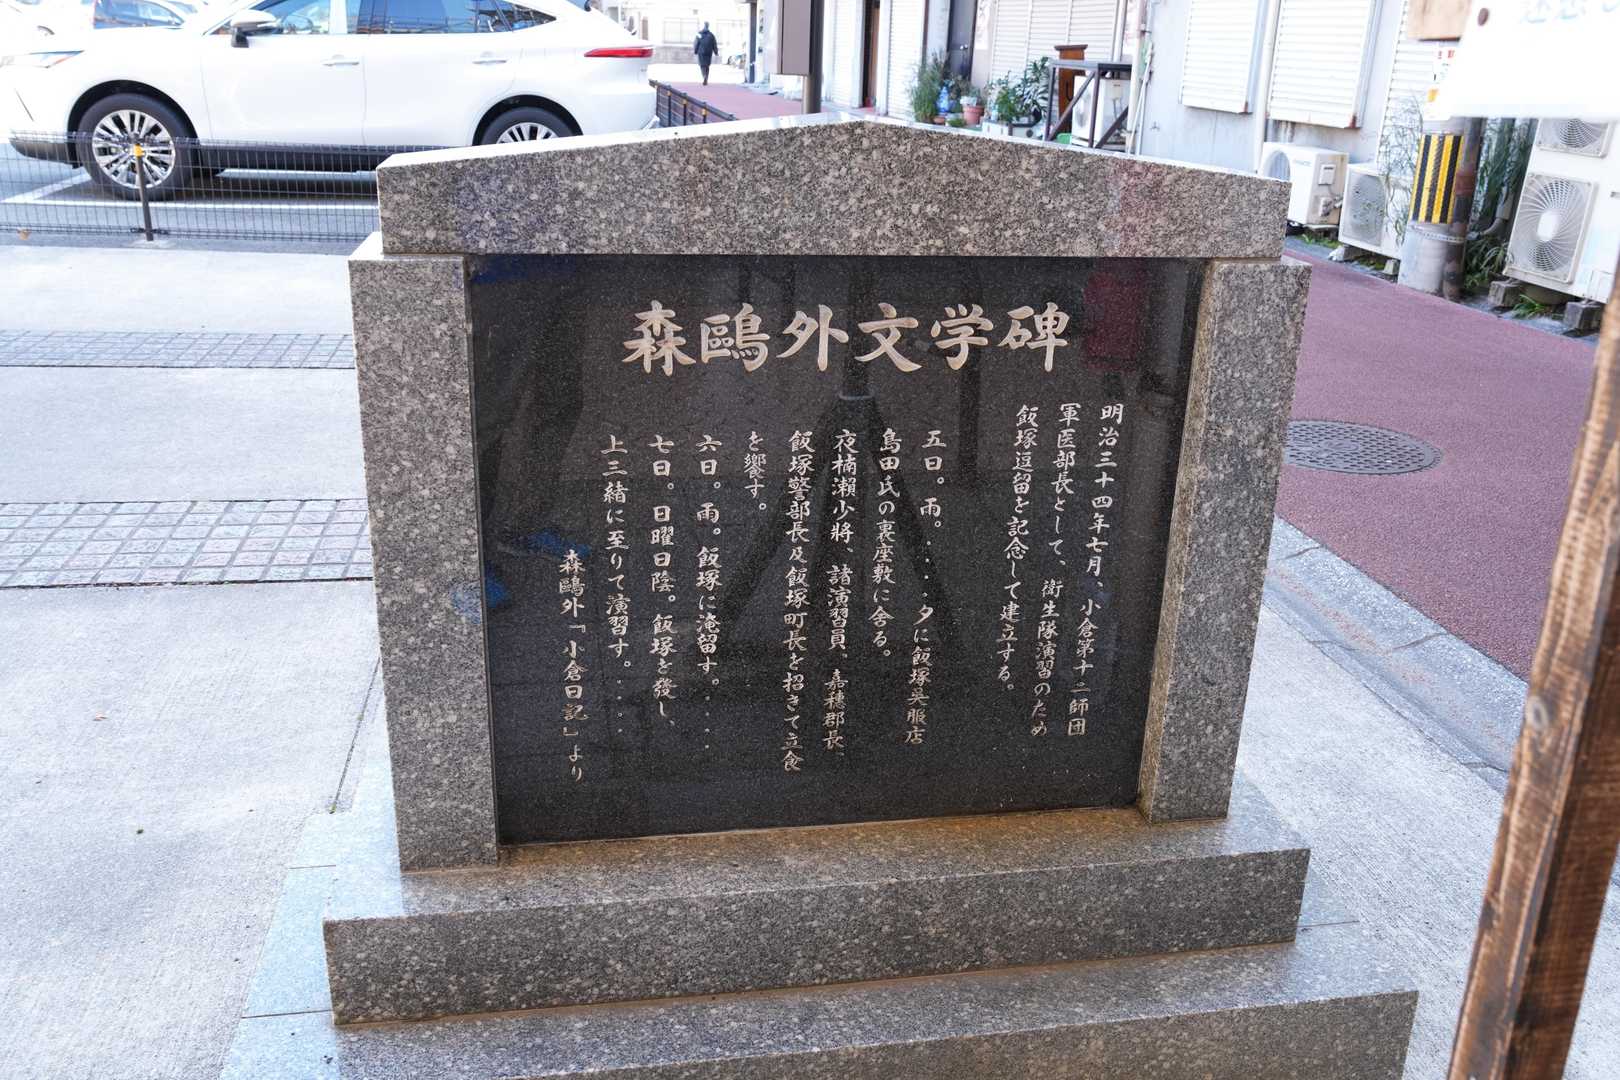 森鷗外文学碑
明治三十四年七月、小倉第十二師団
軍医部長として、衛生隊演習のため
飯塚逗留を記念して建立する。
五日。雨。....夕に飯塚呉服店
島田氏の裏座敷に舎る。
夜楠瀬少将、諸演習員、嘉穂郡長、
飯塚警部長及飯塚町長を招きて立食
を饗す。
六日。雨。飯塚に淹留す。....
七日。日曜日陰。飯塚を發し、
上三緒に至りて演習す。....
森鷗外『小倉日記』より